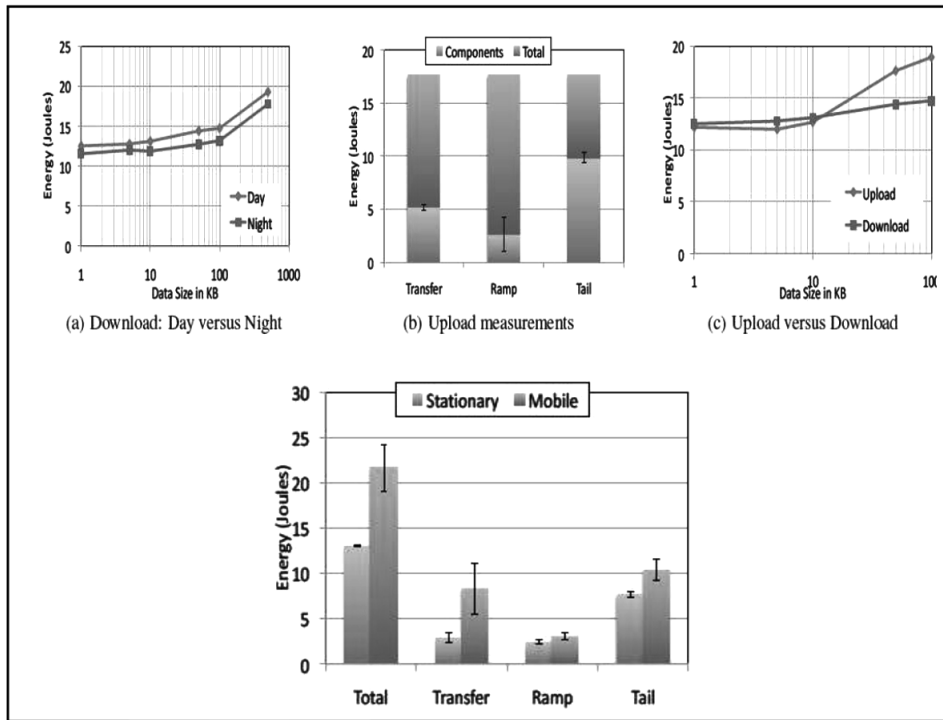 25
20
15
10
5
0
Energy (Joules)
Day
Night
1 10 100 1000
Data Size in KB
(a) Download: Day versus Night
Components Total
20
15
10
5
0
Energy (Joules)
Transfer Ramp Tail
(b) Upload measurements
20
15
10
5
0
Energy (Joules)
Upload
Download
1 10 100
Data Size in KB
(c) Upload versus Download
Stationary Mobile
30
25
20
15
10
5
0
Energy (Joules)
Total Transfer Ramp Tail